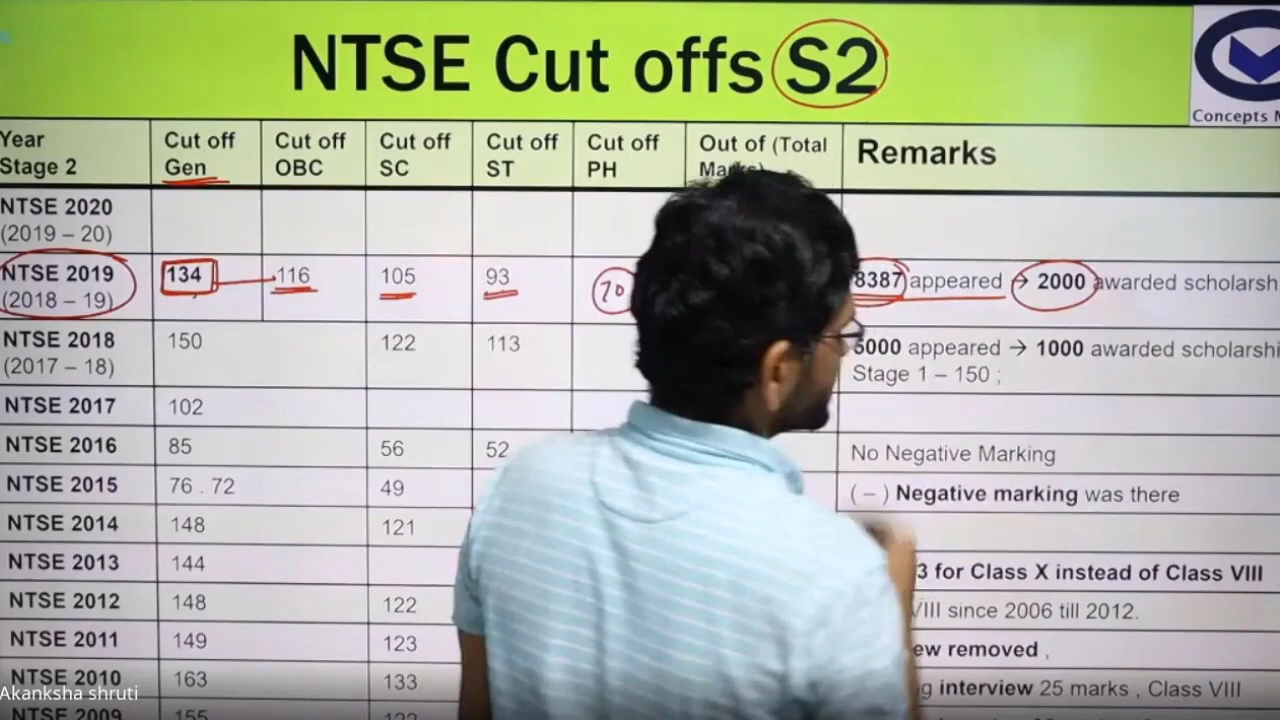 NTSE Cut offs S2
Concepts
Year Stage 2 Cut off Gen Cut off OBC Cut off SC Cut off ST Cut off PH Out of (Total Marks) Remarks
NTSE 2020
(2019 – 20)
NTSE 2019 134 116 105 93 70 8387 appeared → 2000 awarded
(2018 – 19)
NTSE 2018 150 122 113 5000 appeared → 1000 awarded
(2017 – 18) Stage 1 – 150 ;
NTSE 2017 102
NTSE 2016 85 56 52 No Negative Marking
NTSE 2015 76 . 72 49 ( – ) Negative marking was there
NTSE 2014 148 121
NTSE 2013 144 3 for Class X instead of Class VIII
NTSE 2012 148 122 VIII since 2006 till 2012.
NTSE 2011 149 123 ew removed ,
NTSE 2010 163 133 g interview 25 marks , Class VIII
Akanksha shruti
NTSE 2009 155